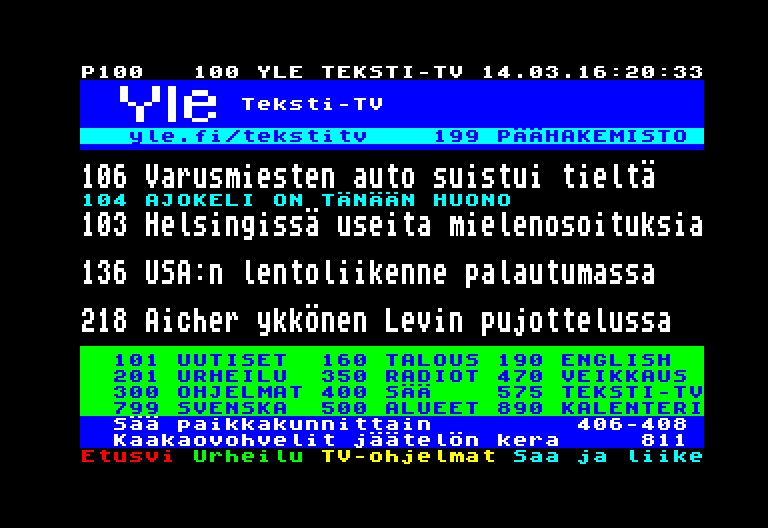 P100 100 YLE TEKSTI-TV 14.03.16:20:33
Yle Teksti-TV
yle.fi/tekstitv 199 PÄÄHAKEMISTO
106 Varusmiesten auto suistui tieltä
104 AJOKELI ON TÄNÄÄN HUONO
103 Helsingissä useita mielenosoituksia
136 USA:n lentoliikenne palautumassa
218 Aicher ykkönen Levin pujottelussa
101 UUTISET 160 TALOUS 190 ENGLISH
201 URHEILU 350 RADIOT 470 VEIKKAUS
300 OHJELMAT 400 SÄÄ 575 TEKSTI-TV
799 SVENSKA 500 ALUEET 890 KALENTERI
Sää paikkakunnittain 406-408
Kaakaovohvelit jäätelön kera 811
Etusvi Urheilu TV-ohjelmat Saa ja liike